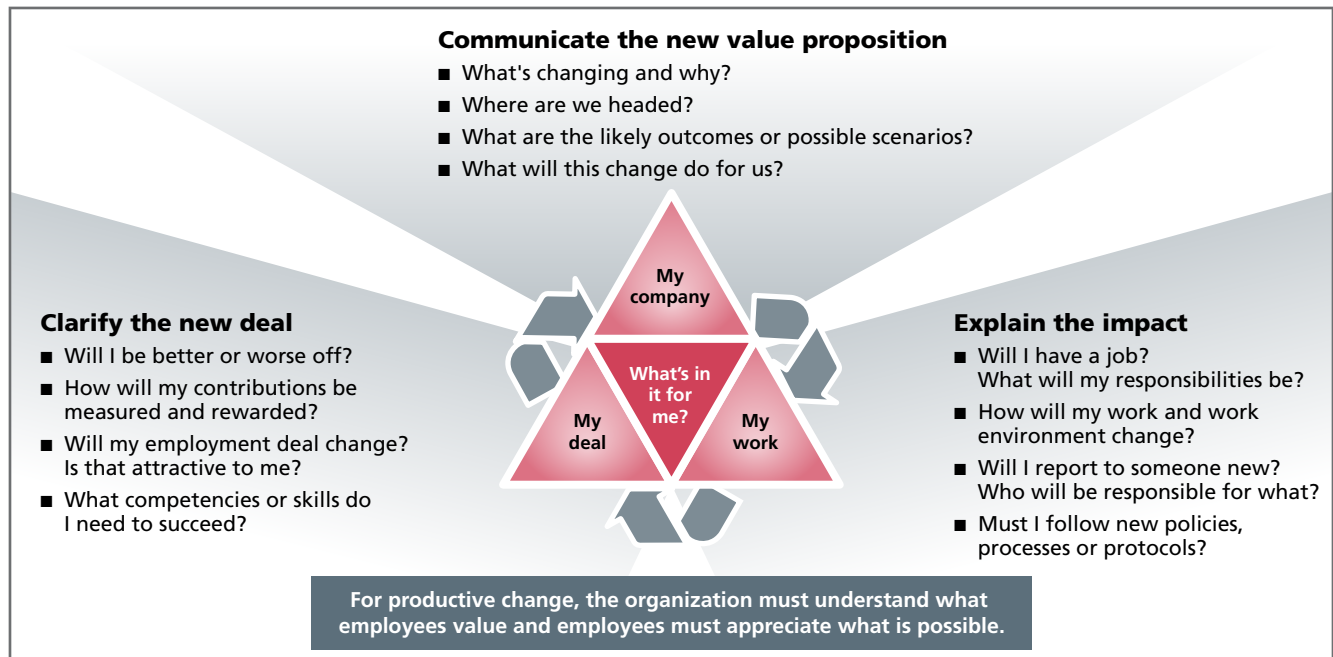 Communicate the new value proposition
■ What's changing and why?
■ Where are we headed?
■ What are the likely outcomes or possible scenarios?
■ What will this change do for us?
My
company
Clarify the new deal
■ Will I be better or worse off?
■ How will my contributions be
measured and rewarded?
■ Will my employment deal change?
Is that attractive to me?
■ What competencies or skills do
I need to succeed?
What’s in
it for
me?
My
deal
My
work
Explain the impact
■ Will I have a job?
What will my responsibilities be?
■ How will my work and work
environment change?
■ Will I report to someone new?
Who will be responsible for what?
■ Must I follow new policies,
processes or protocols?
For productive change, the organization must understand what
employees value and employees must appreciate what is possible.